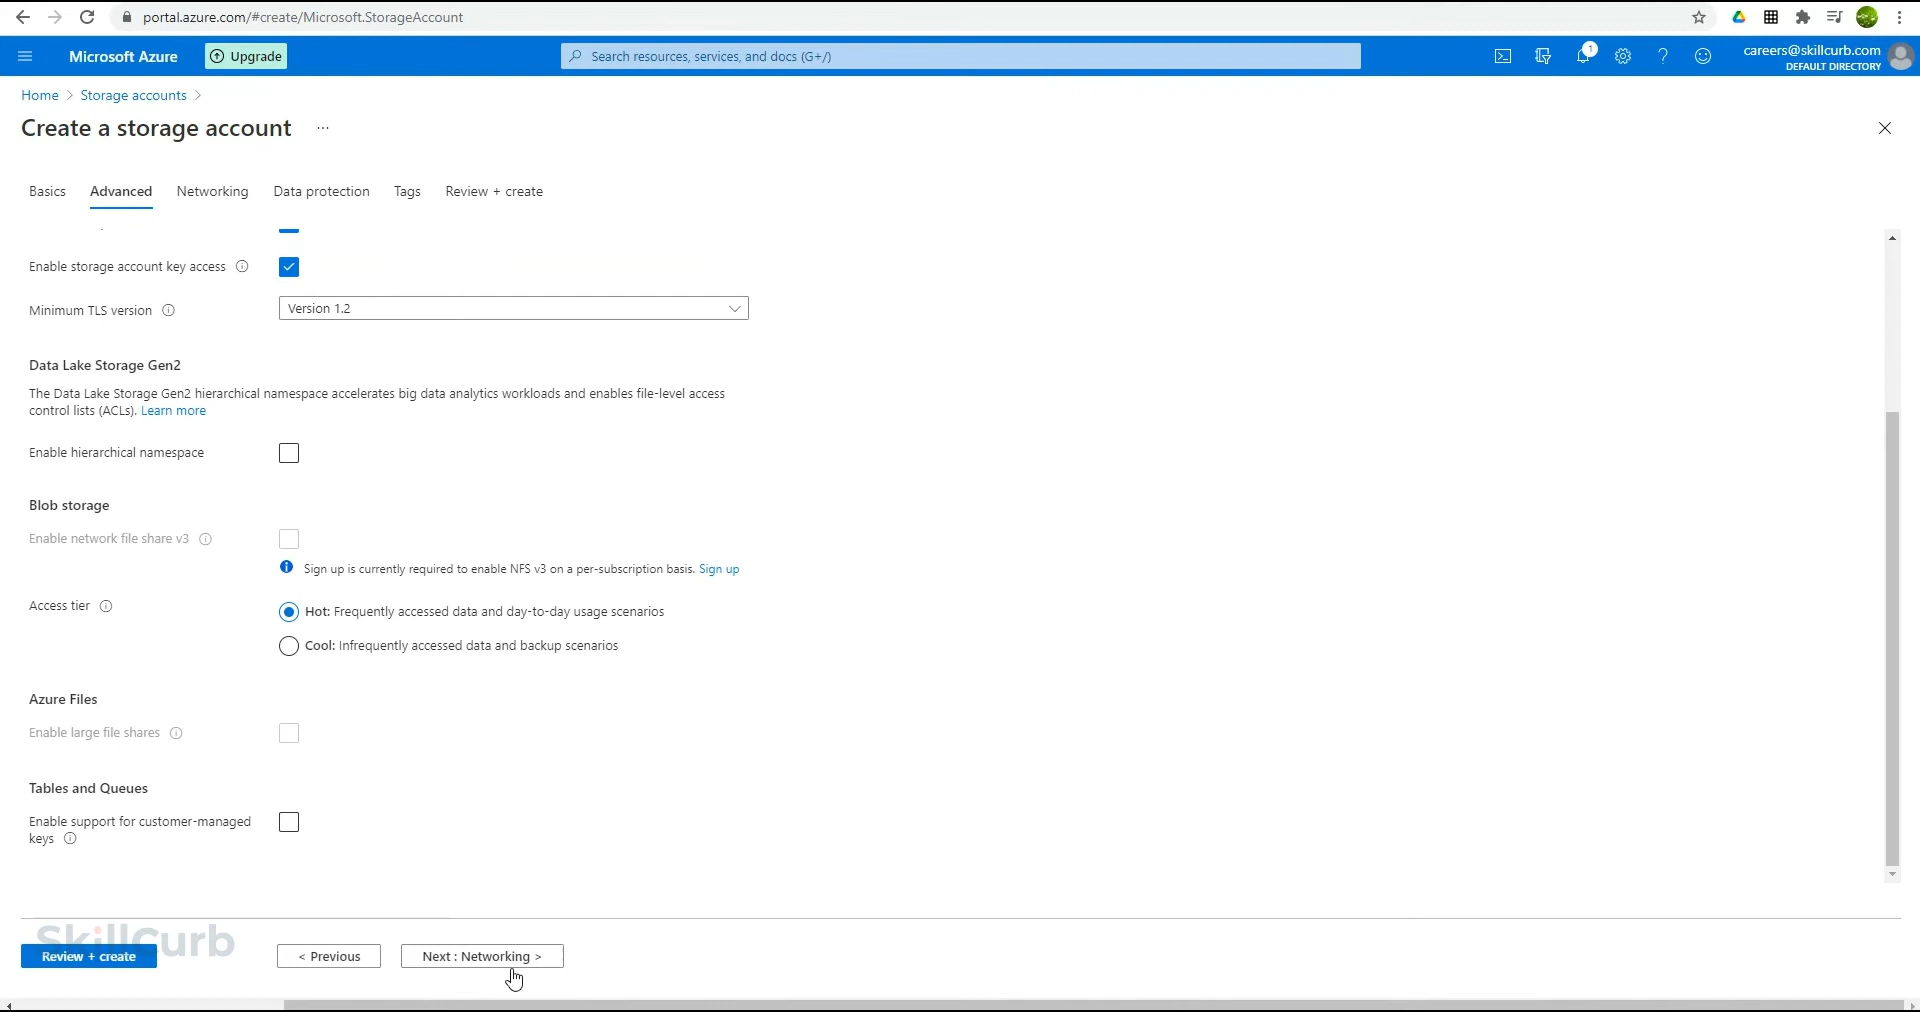 portal.azure.com/#create/Microsoft.StorageAccount
Microsoft Azure
Upgrade
Search resources, services, and docs (G+/)
1
careers@skillcurb.com
DEFAULT DIRECTORY
Home > Storage accounts >
Create a storage account ...
Basics Advanced Networking Data protection Tags Review + create
Enable storage account key access
Minimum TLS version
Version 1.2
Data Lake Storage Gen2
The Data Lake Storage Gen2 hierarchical namespace accelerates big data analytics workloads and enables file-level access
control lists (ACLs). Learn more
Enable hierarchical namespace
Blob storage
Enable network file share v3
Sign up is currently required to enable NFS v3 on a per-subscription basis. Sign up
Access tier
Hot: Frequently accessed data and day-to-day usage scenarios
Cool: Infrequently accessed data and backup scenarios
Azure Files
Enable large file shares
Tables and Queues
Enable support for customer-managed
keys
SkillCurb
Review + create
< Previous
Next : Networking >